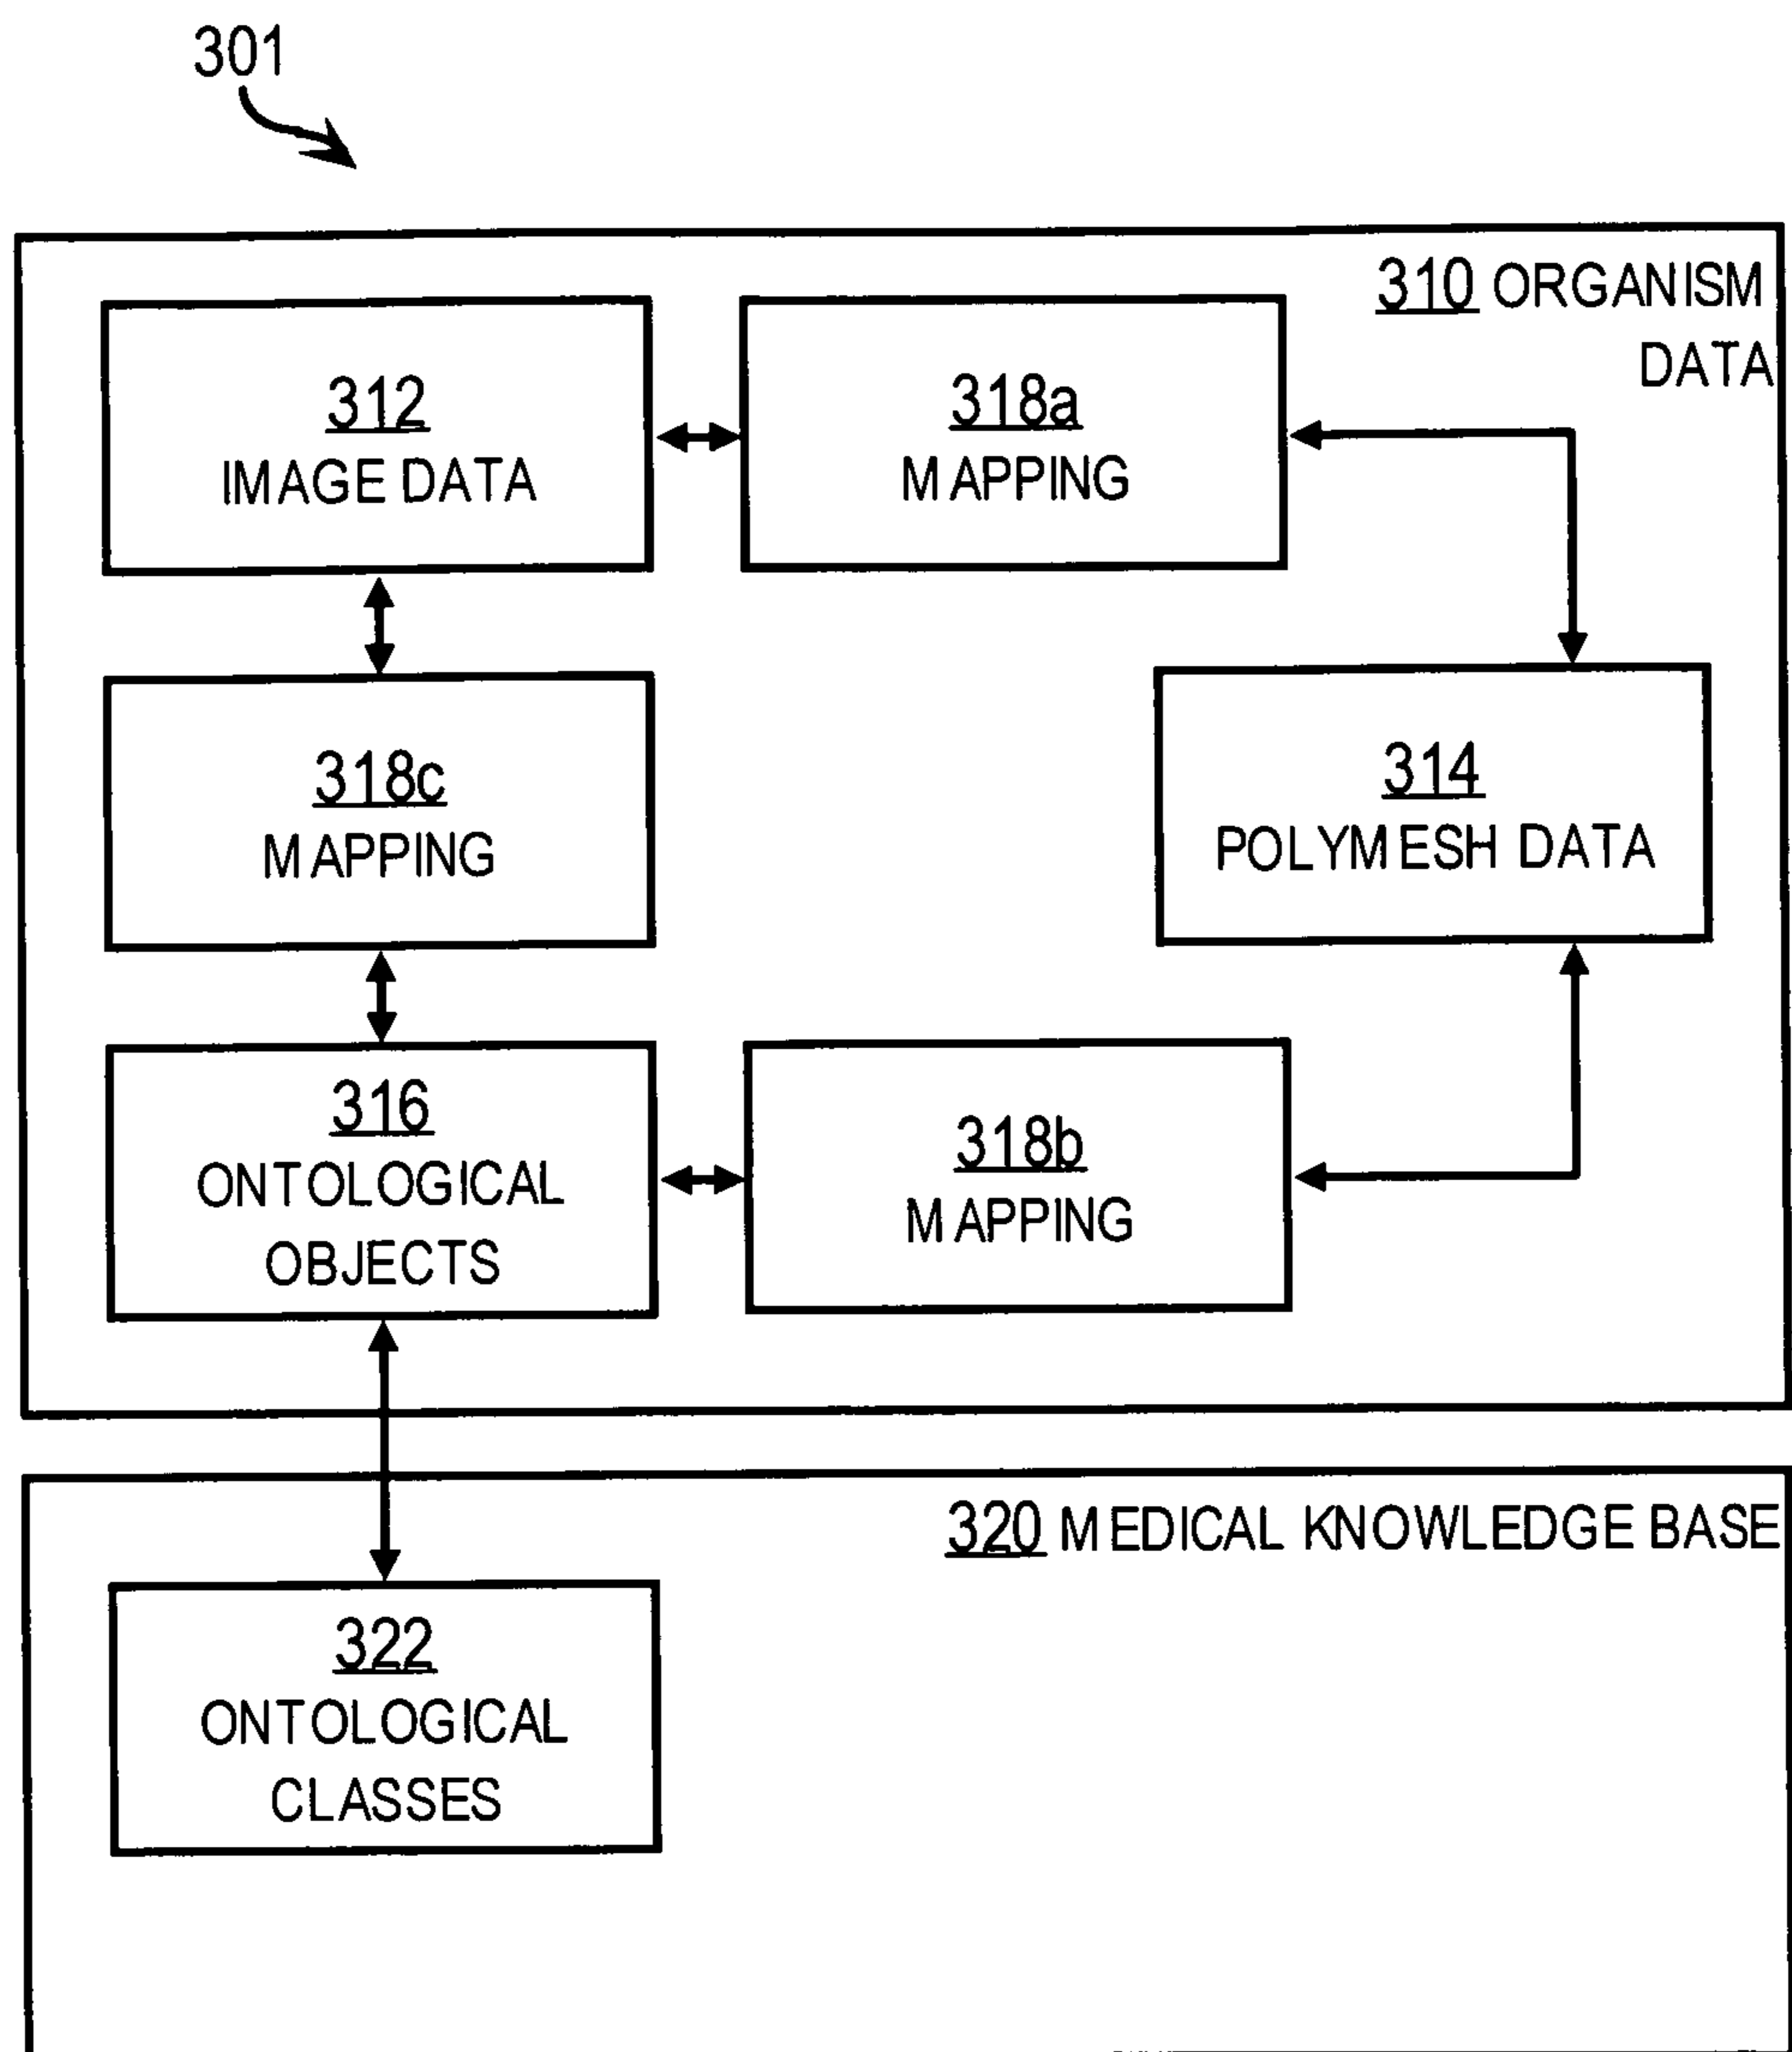 301
310 ORGANISM
DATA
312
IMAGE DATA
318a
MAPPING
318c
MAPPING
314
POLYMESH DATA
316
ONTOLOGICAL
OBJECTS
318b
MAPPING
320 MEDICAL KNOWLEDGE BASE
322
ONTOLOGICAL
CLASSES